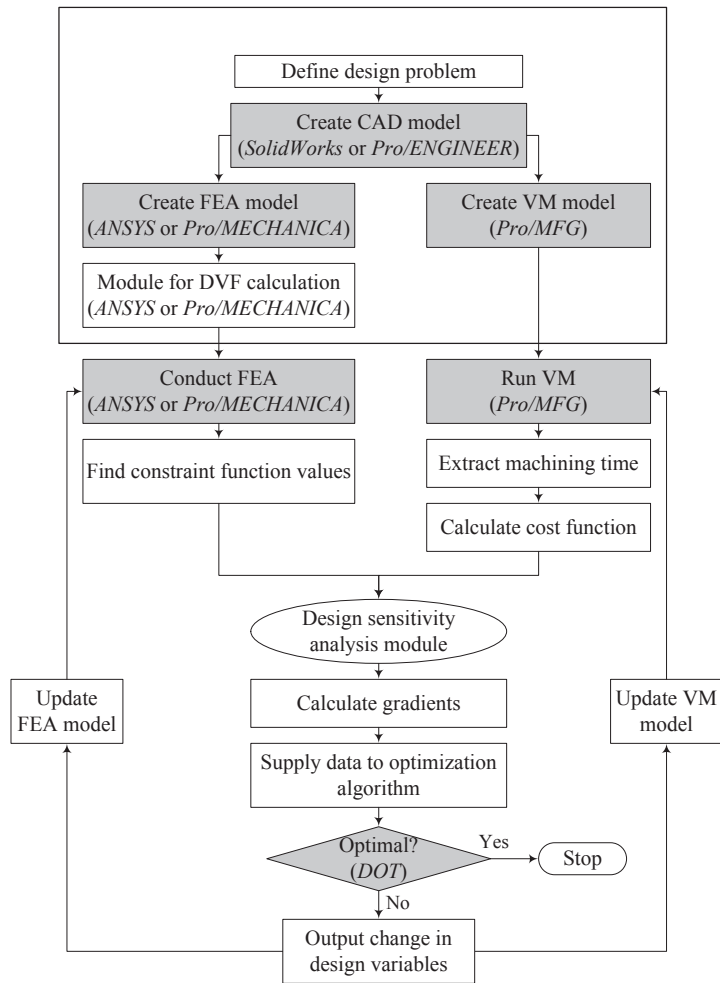 Define design problem
Create CAD model
(SolidWorks or Pro/ENGINEER)
Create FEA model
(ANSYS or Pro/MECHANICA)
Create VM model
(Pro/MFG)
Module for DVF calculation
(ANSYS or Pro/MECHANICA)
Conduct FEA
(ANSYS or Pro/MECHANICA)
Run VM
(Pro/MFG)
Find constraint function values
Extract machining time
Calculate cost function
Design sensitivity
analysis module
Update
FEA model
Calculate gradients
Update VM
model
Supply data to optimization
algorithm
Optimal?
(DOT)
Yes
Stop
No
Output change in
design variables